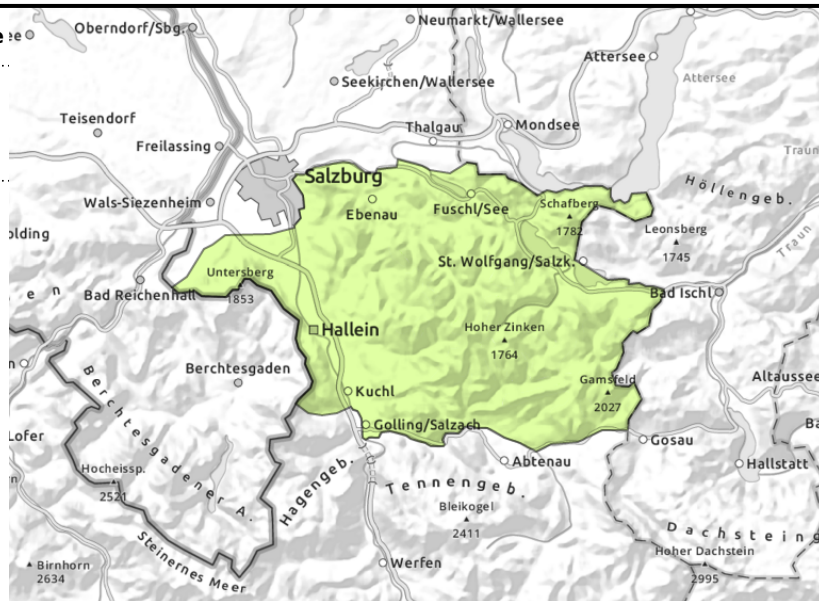 Oberndorf/Sbg.
Neumarkt/Wallersee
Attersee
Attersee
Seekirchen/Wallersee
Teisendorf
Thalgau
Mondsee
Freilassing
Traun
Salzburg
Höllengeb.
Wals-Siezenheim
Ebenau
Fuschl/See
Schafberg
1782
Leonsberg
1745
olding
Traun
St. Wolfgang/Salzk.
Untersberg
1853
Bad Reichenhall
Bad Ischl
en
Hallein
Hoher Zinken
1764
Berchtesgaden
Gamsfeld
2027
Altaussee
Kuchl
Berchtesgadener A.
Golling/Salzach
Lofer
Gosau
Hocheissp.
2521
Hagengeb.
Abtenau
Hallstatt
Tennengeb.
Bleikogel
2411
Dachsteing
Steinernes Meer
Hoher Dachstein
2995
Birnhorn
2634
Werfen